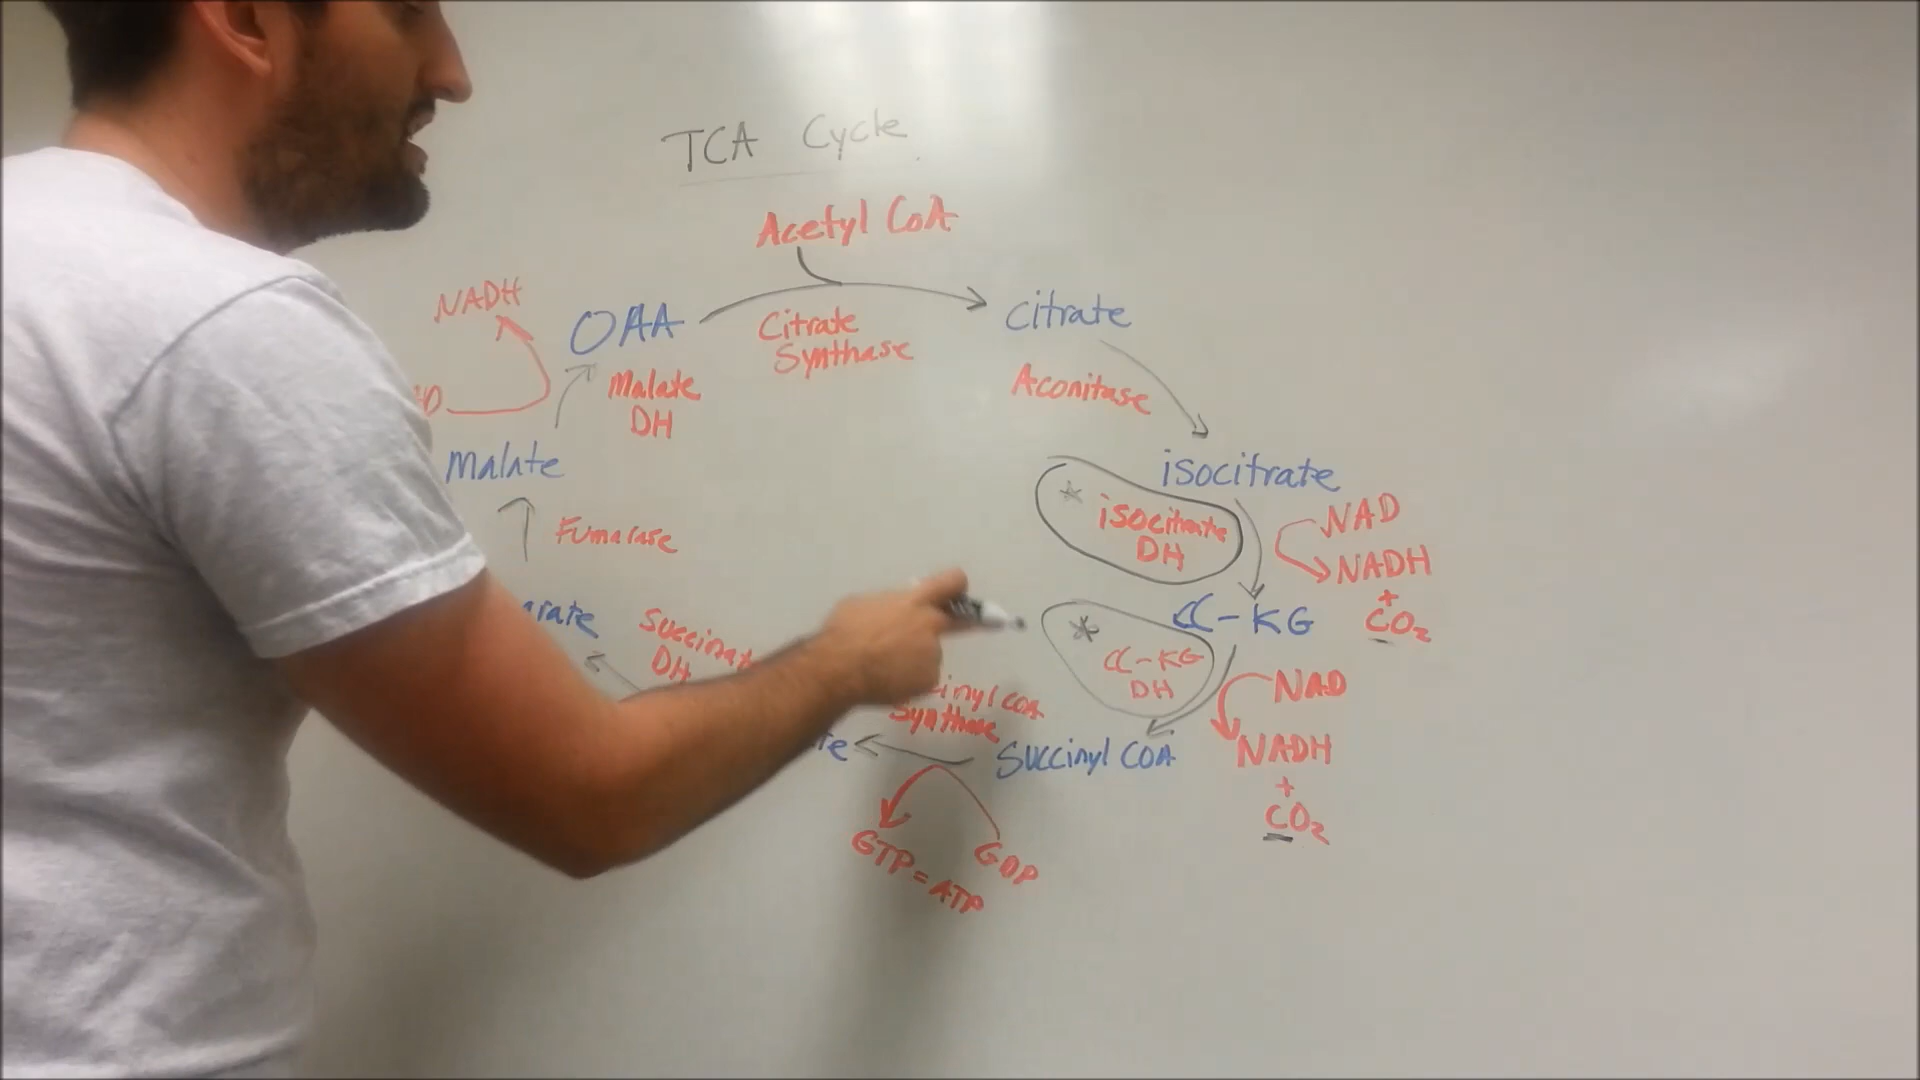 TCA Cycle
Acetyl CoA
NADH
OAA
Citrate
Synthase
citrate
Malate
DH
Aconitase
Malate
isocitrate
* isocitrate
DH
NAD
NADH
+
CO₂
Fumarase
α-KG
*
α-KG
DH
Succinate
DH
NAD
NADH
+
CO₂
Synthase
Succinyl COA
GTP = ATP
GDP